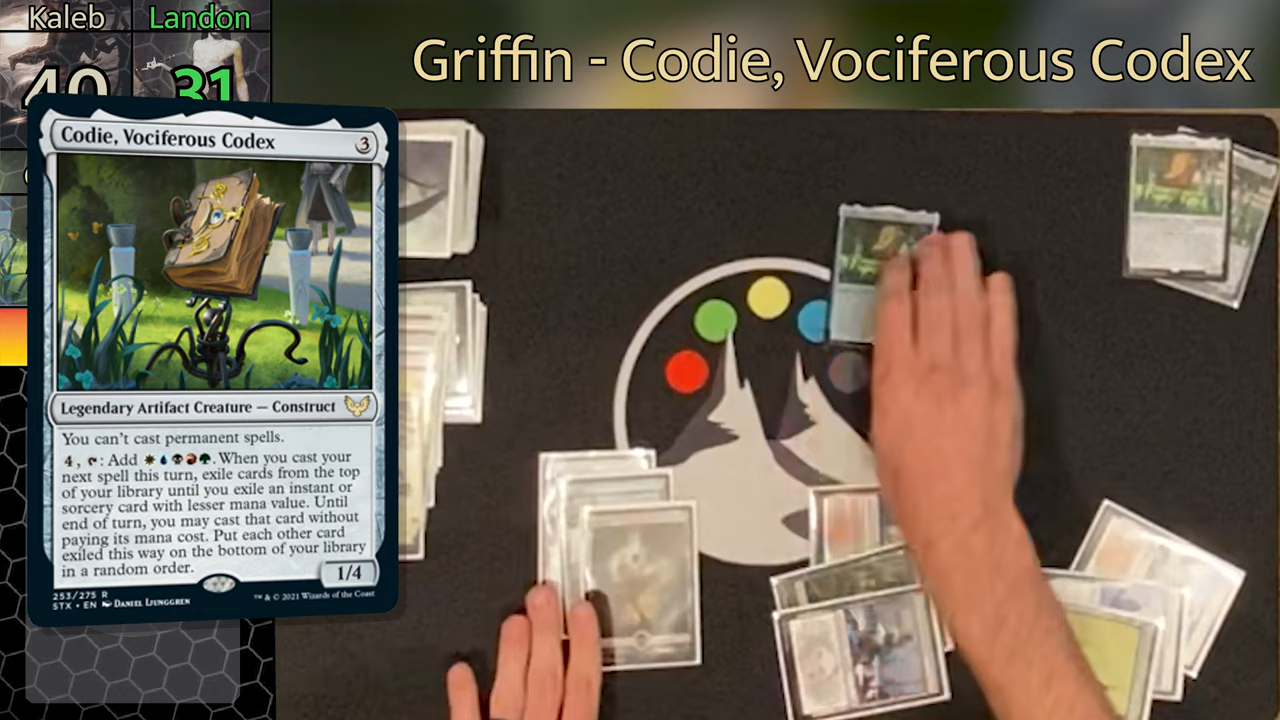 Kaleb
Landon
40
31
Griffin - Codie, Vociferous Codex
Codie, Vociferous Codex
3
Legendary Artifact Creature — Construct
You can't cast permanent spells.
4, : Add . When you cast your
next spell this turn, exile cards from the top
of your library until you exile an instant or
sorcery card with lesser mana value. Until
end of turn, you may cast that card without
paying its mana cost. Put each other card
exiled this way on the bottom of your library
in a random order.
1/4
253/275 R
STX • EN DANIEL LJUNGGREN
™ & © 2021 Wizards of the Coast